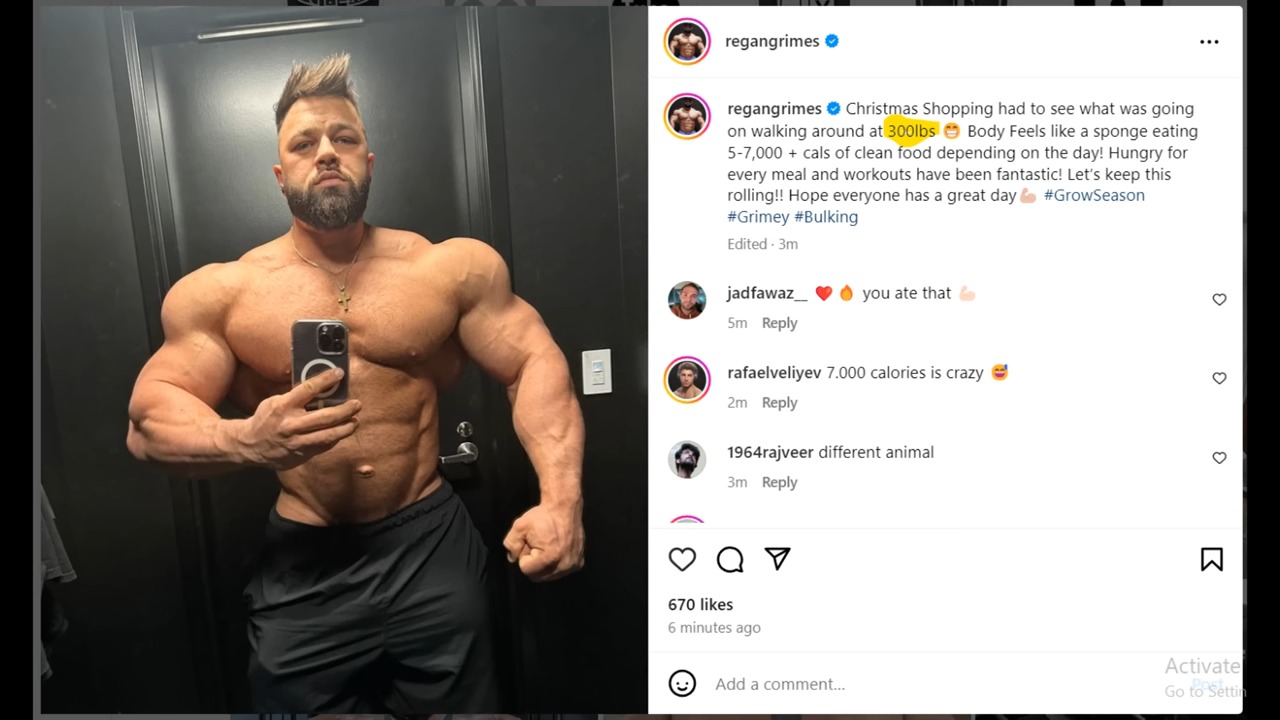 regangrimes
regangrimes Christmas Shopping had to see what was going
on walking around at 300lbs 😁 Body Feels like a sponge eating
5-7,000 + cals of clean food depending on the day! Hungry for
every meal and workouts have been fantastic! Let's keep this
rolling!! Hope everyone has a great day💪🏻 #GrowSeason
#Grimey #Bulking
Edited · 3m
jadfawaz__ ❤️🔥 you ate that 💪🏻
5m Reply
rafaelveliyev 7.000 calories is crazy 😅
2m Reply
1964rajveer different animal
3m Reply
670 likes
6 minutes ago
Add a comment...
Post
Activate
Go to Settin